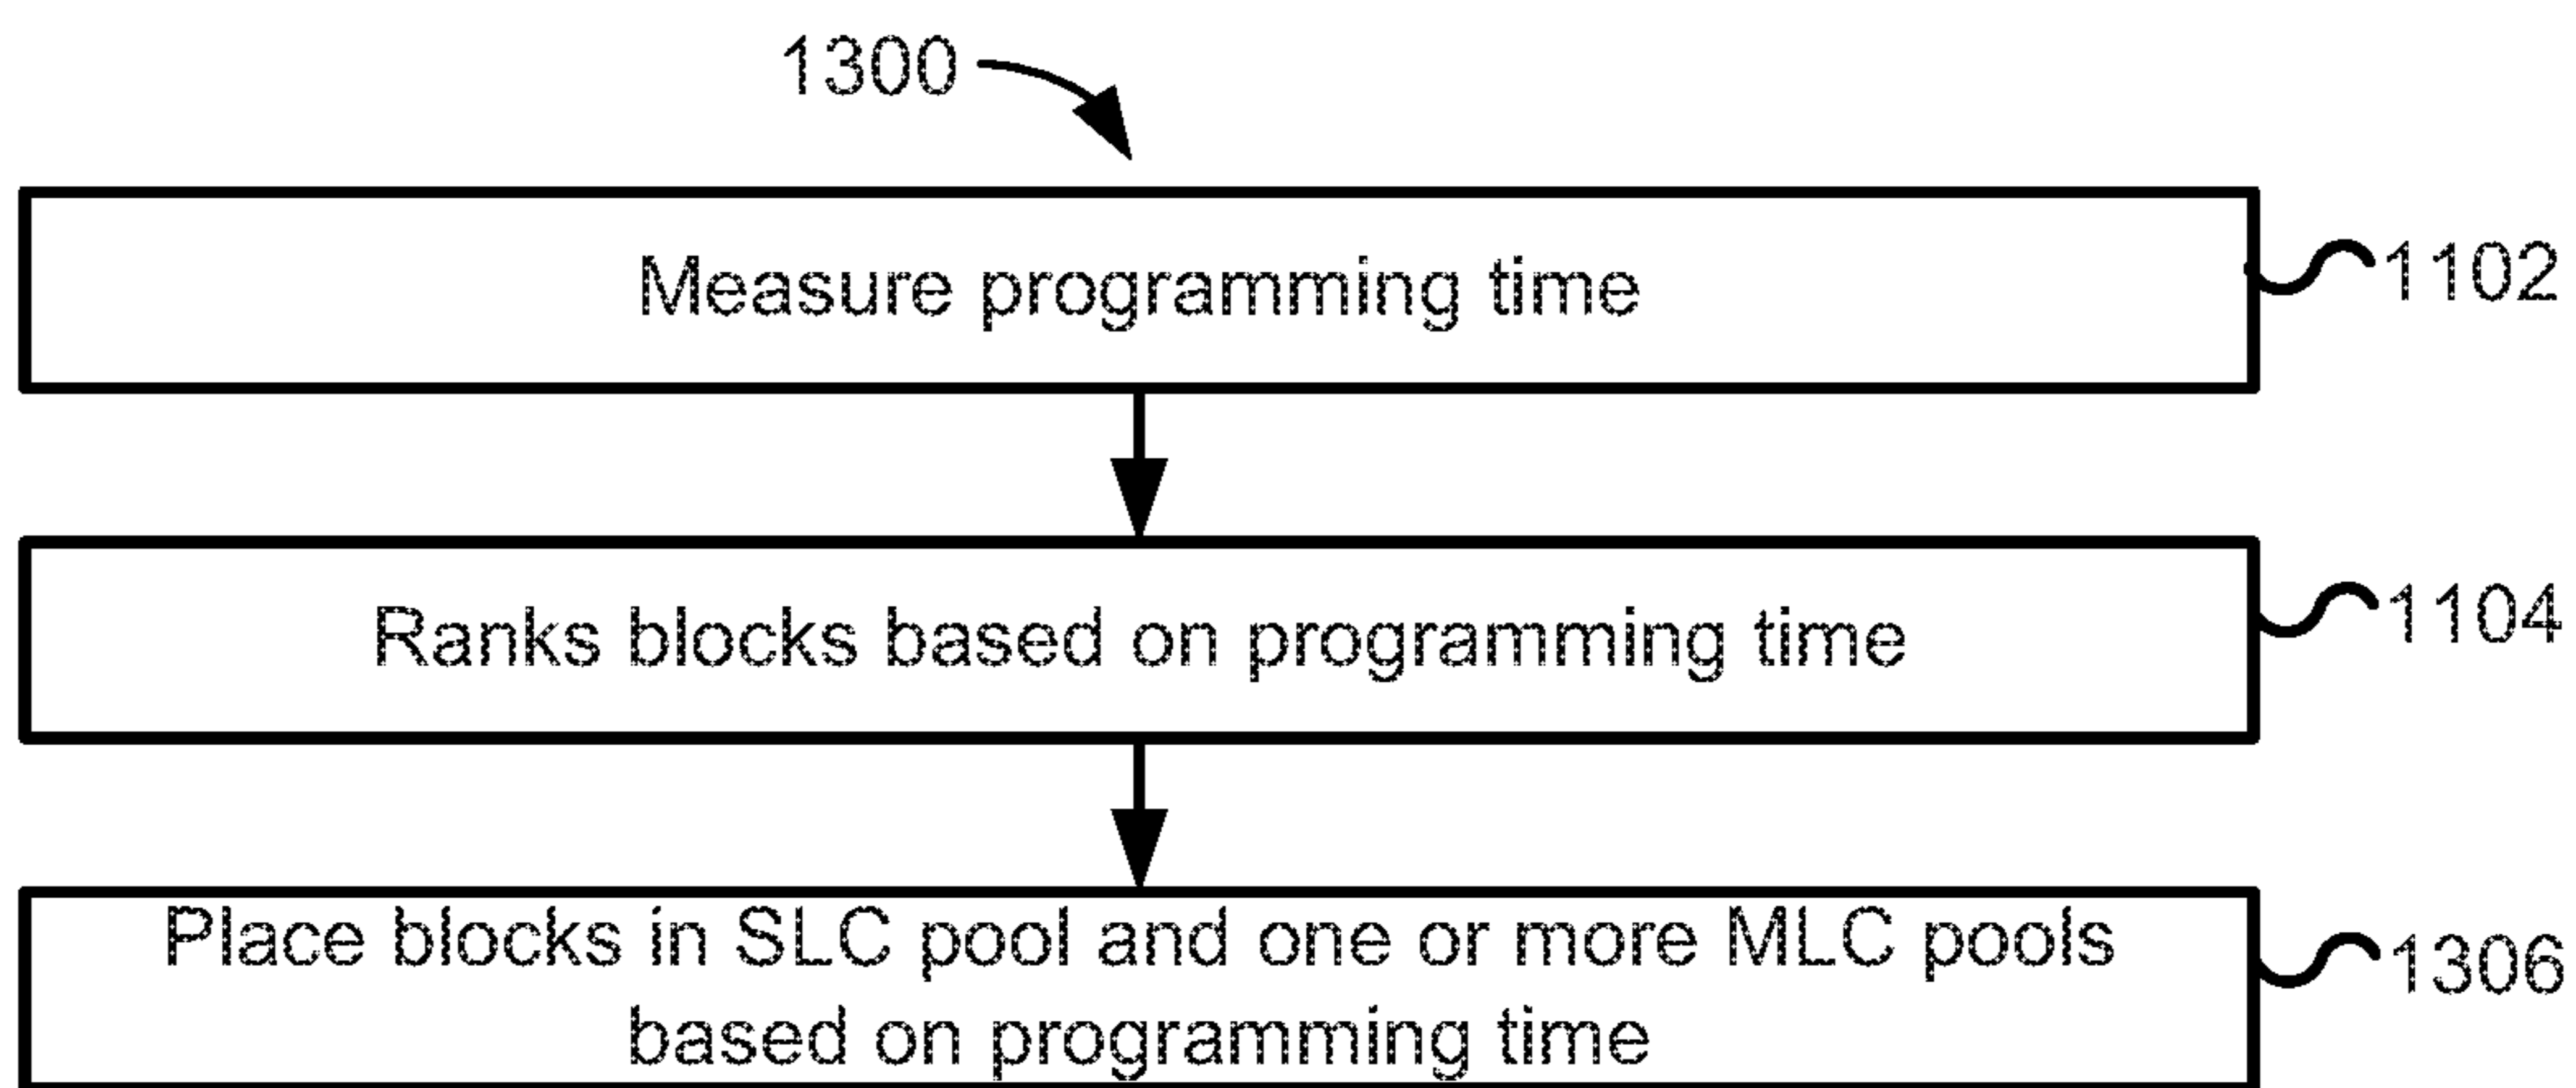 1300
Measure programming time
1102
Ranks blocks based on programming time
1104
Place blocks in SLC pool and one or more MLC pools
based on programming time
1306